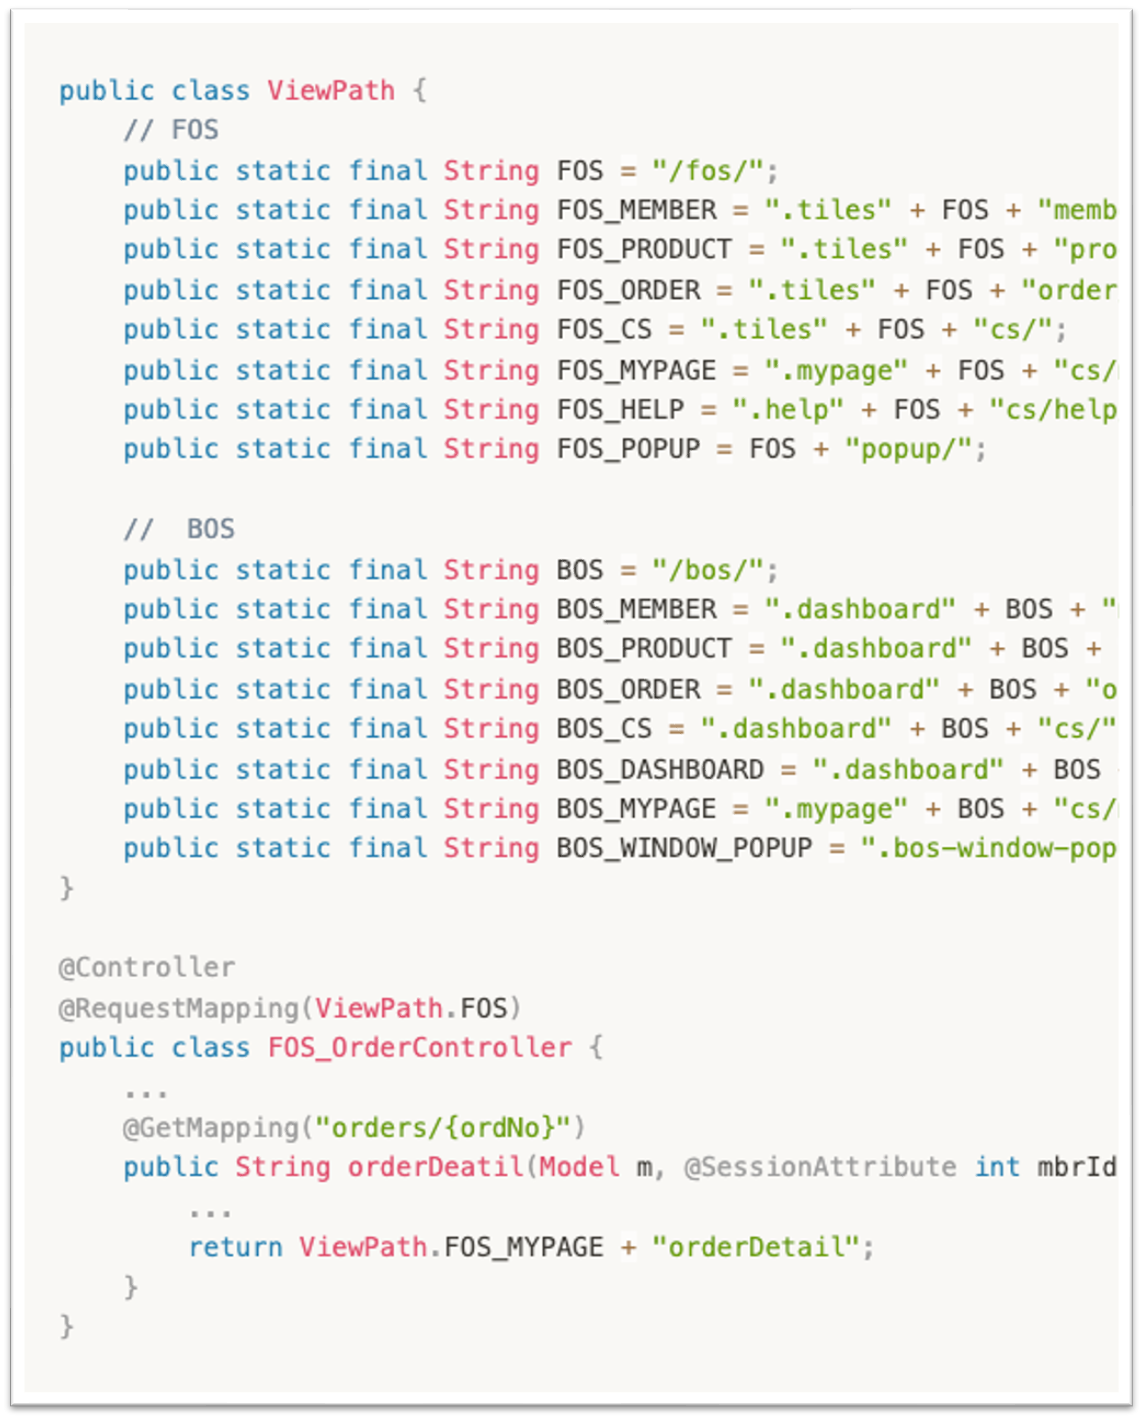 public class ViewPath {
    // FOS
    public static final String FOS = "/fos/";
    public static final String FOS_MEMBER = ".tiles" + FOS + "memb
    public static final String FOS_PRODUCT = ".tiles" + FOS + "pro
    public static final String FOS_ORDER = ".tiles" + FOS + "order
    public static final String FOS_CS = ".tiles" + FOS + "cs/";
    public static final String FOS_MYPAGE = ".mypage" + FOS + "cs/
    public static final String FOS_HELP = ".help" + FOS + "cs/help
    public static final String FOS_POPUP = FOS + "popup/";

    //  BOS
    public static final String BOS = "/bos/";
    public static final String BOS_MEMBER = ".dashboard" + BOS + "
    public static final String BOS_PRODUCT = ".dashboard" + BOS +
    public static final String BOS_ORDER = ".dashboard" + BOS + "o
    public static final String BOS_CS = ".dashboard" + BOS + "cs/"
    public static final String BOS_DASHBOARD = ".dashboard" + BOS
    public static final String BOS_MYPAGE = ".mypage" + BOS + "cs/
    public static final String BOS_WINDOW_POPUP = ".bos-window-pop
}

@Controller
@RequestMapping(ViewPath.FOS)
public class FOS_OrderController {
    ...
    @GetMapping("orders/{ordNo}")
    public String orderDeatil(Model m, @SessionAttribute int mbrId
        ...
        return ViewPath.FOS_MYPAGE + "orderDetail";
    }
}